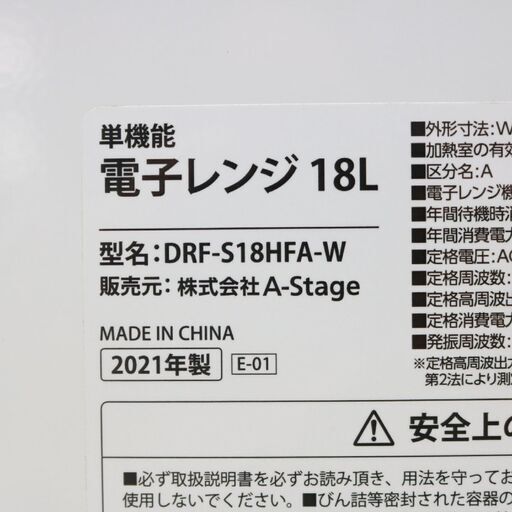 単機能
電子レンジ 18L
型名:DRF-S18HFA-W
販売元: 株式会社A-Stage
MADE IN CHINA
2021年製 E-01
■外形寸法:W
■加熱室の有効
■区分名:A
■電子レンジ機
■年間待機時消
■年間消費電力
■定格電圧:AC
■定格周波数:
■定格高周波出
■定格消費電力
■発振周波数:
※定格高周波出力
第2法により測定
安全上の
■必ず取扱説明書を必ずお読み頂き、用法を守ってお
使用しないでください。■びん詰等密封された容器の